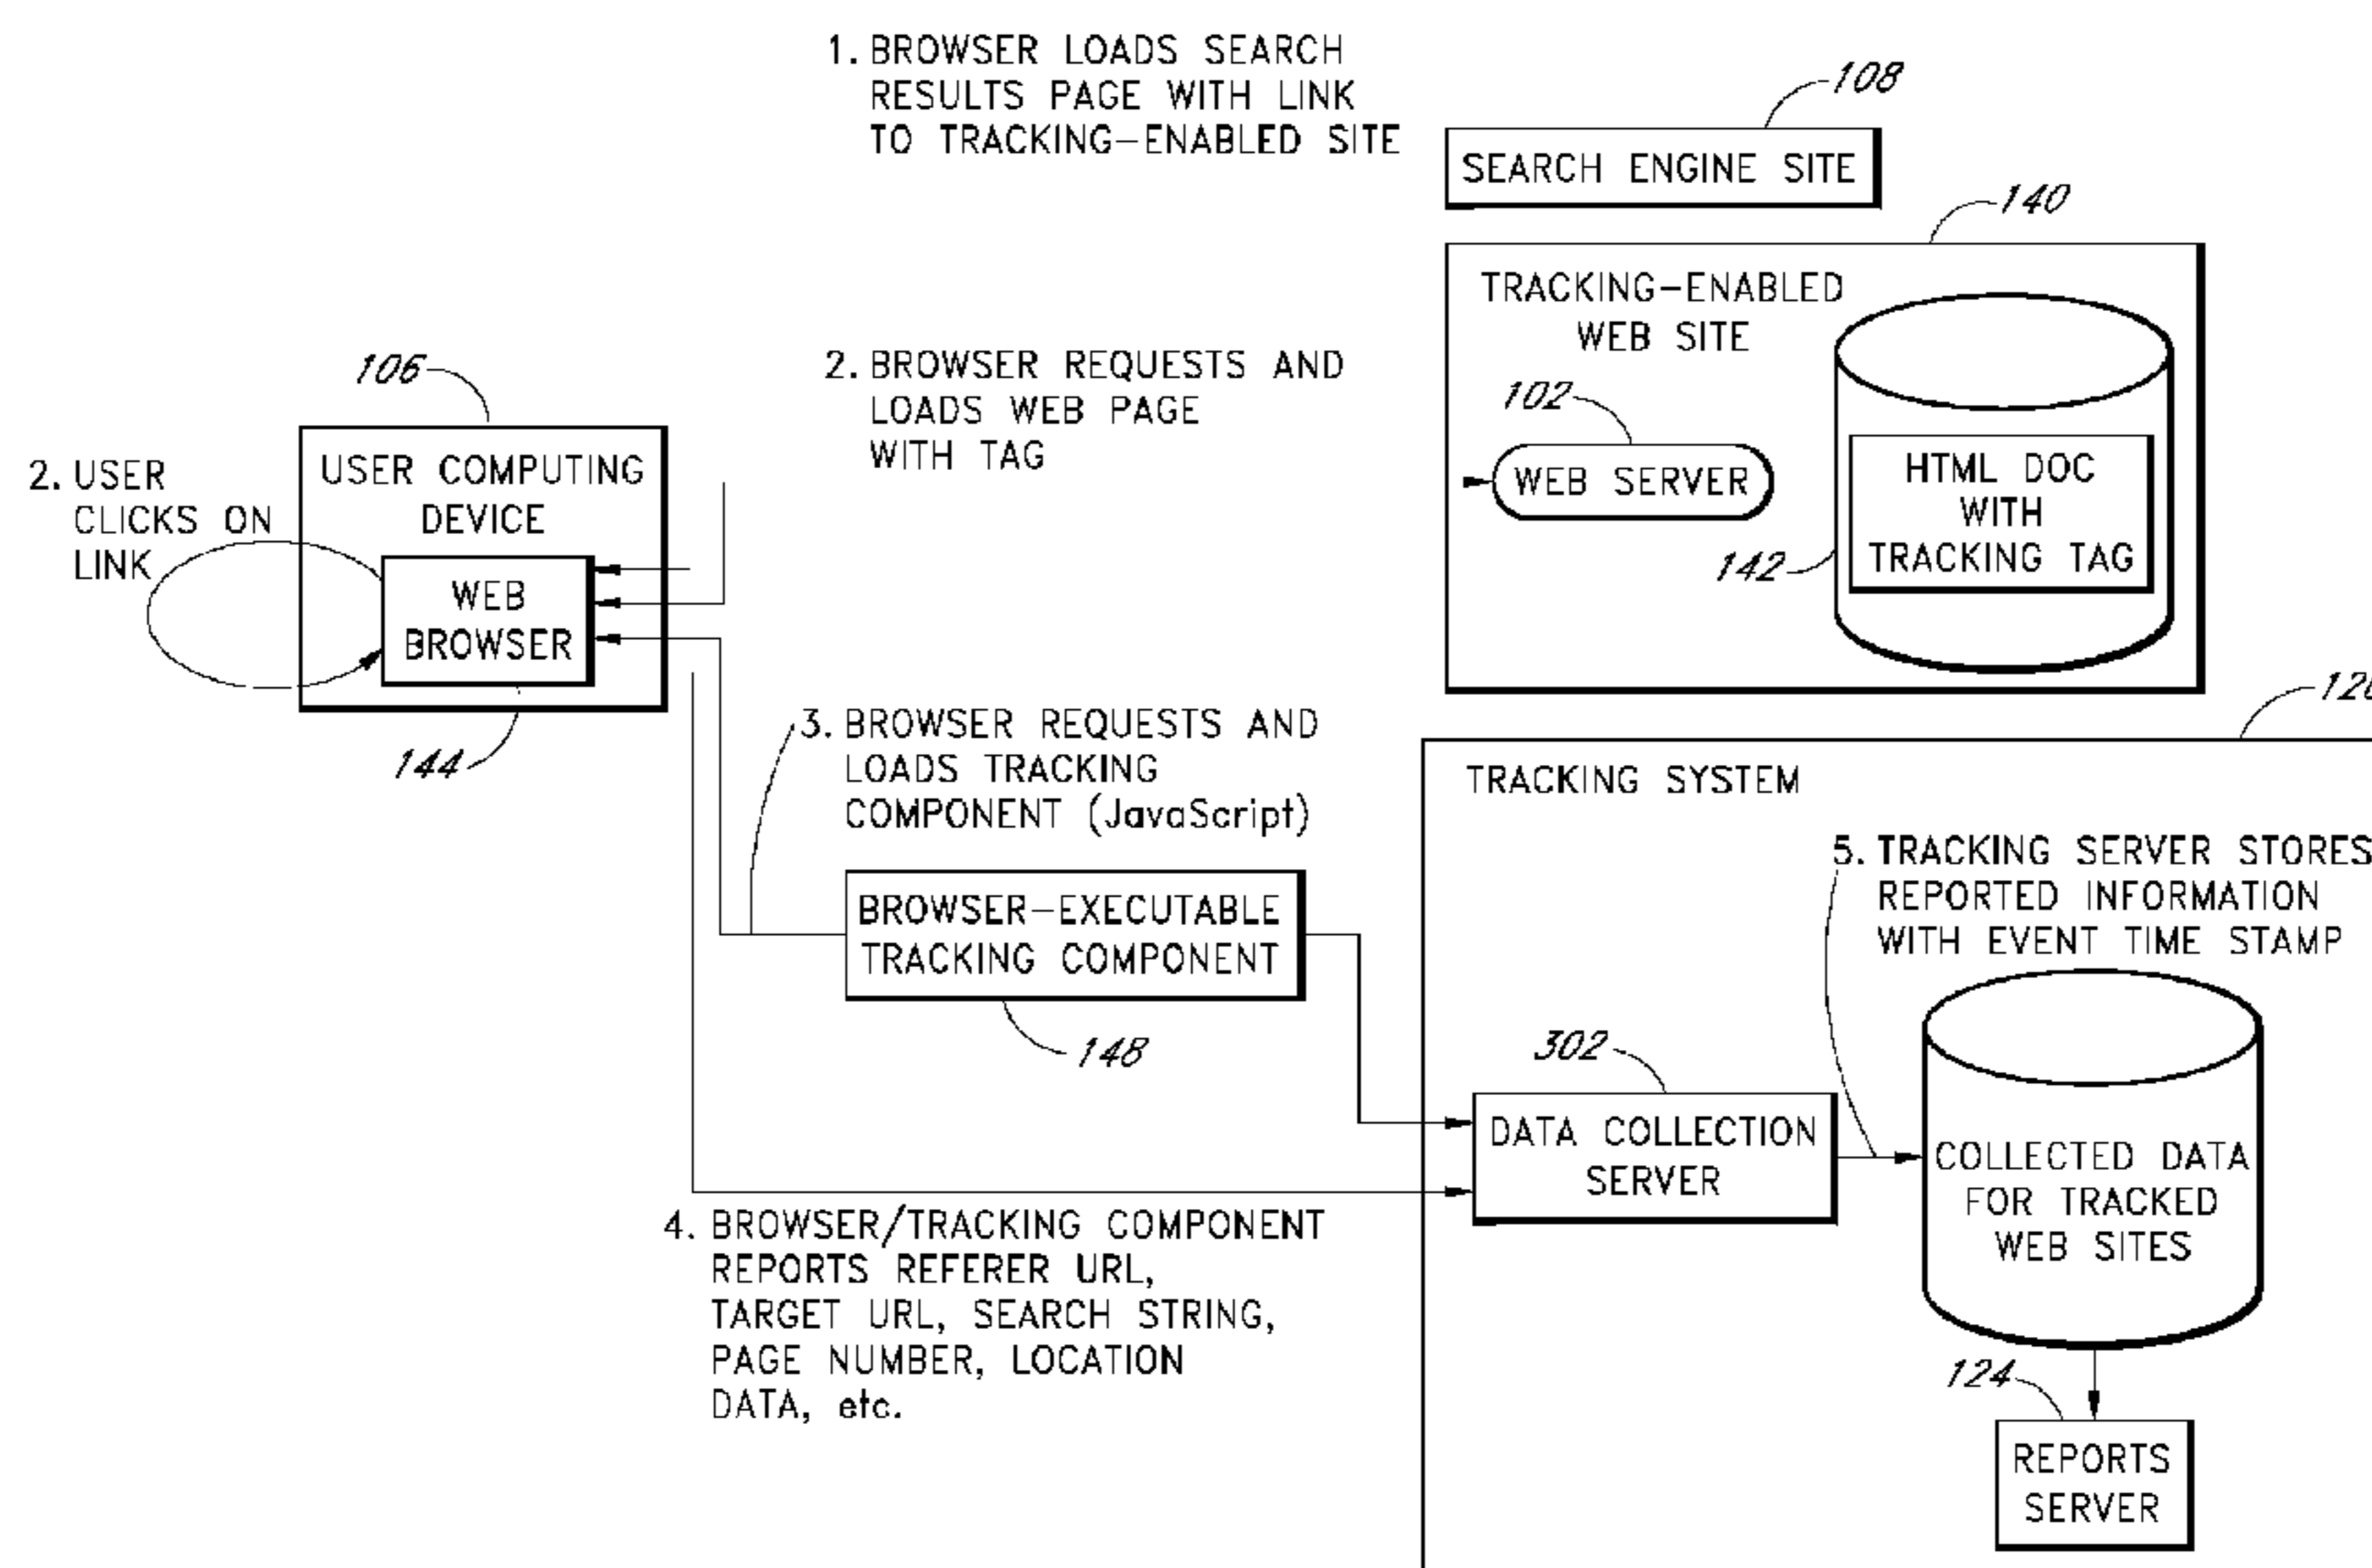 1. BROWSER LOADS SEARCH
RESULTS PAGE WITH LINK
TO TRACKING-ENABLED SITE
108
SEARCH ENGINE SITE
140
TRACKING-ENABLED
WEB SITE
102
WEB SERVER
HTML DOC
WITH
TRACKING TAG
142
2. BROWSER REQUESTS AND
LOADS WEB PAGE
WITH TAG
106
USER COMPUTING
DEVICE
2. USER
CLICKS ON
LINK
WEB
BROWSER
144
3. BROWSER REQUESTS AND
LOADS TRACKING
COMPONENT (JavaScript)
BROWSER-EXECUTABLE
TRACKING COMPONENT
148
TRACKING SYSTEM
5. TRACKING SERVER STORES
REPORTED INFORMATION
WITH EVENT TIME STAMP
302
DATA COLLECTION
SERVER
COLLECTED DATA
FOR TRACKED
WEB SITES
4. BROWSER/TRACKING COMPONENT
REPORTS REFERER URL,
TARGET URL, SEARCH STRING,
PAGE NUMBER, LOCATION
DATA, etc.
124
REPORTS
SERVER